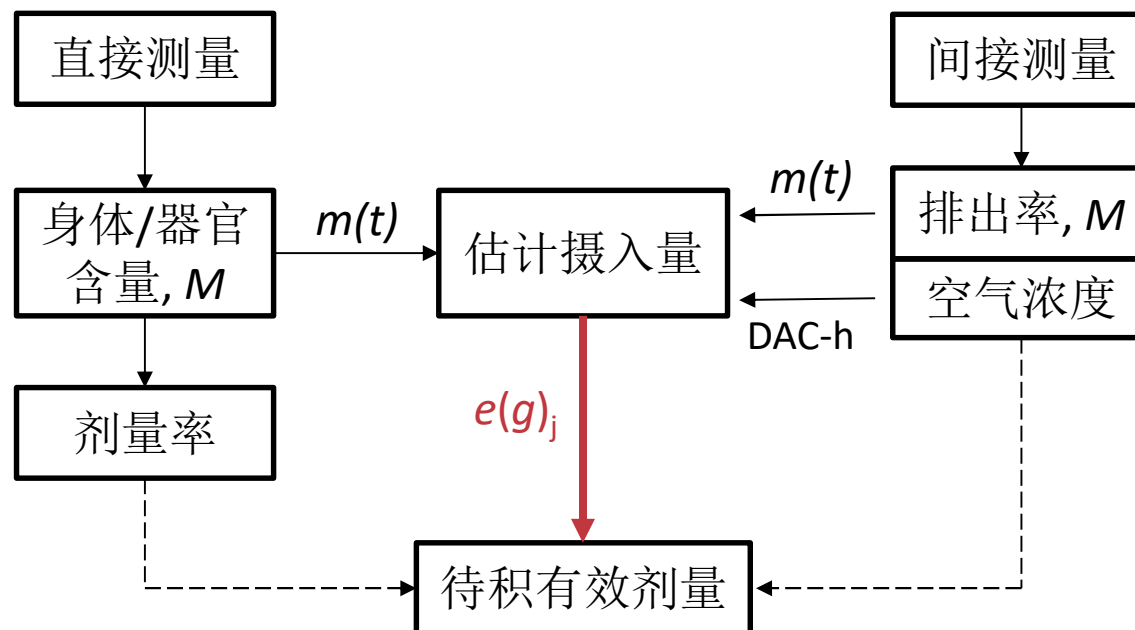 直接测量
间接测量
身体/器官
含量, M
m(t)
估计摄入量
m(t)
排出率, M
空气浓度
DAC-h
剂量率
e(g)j
待积有效剂量